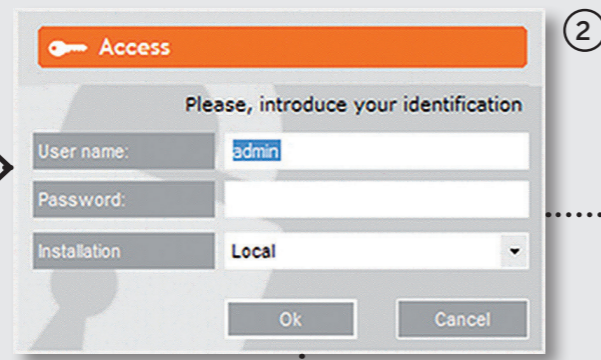 Access
2
Please, introduce your identification
User name: admin
Password:
Installation Local
Ok Cancel